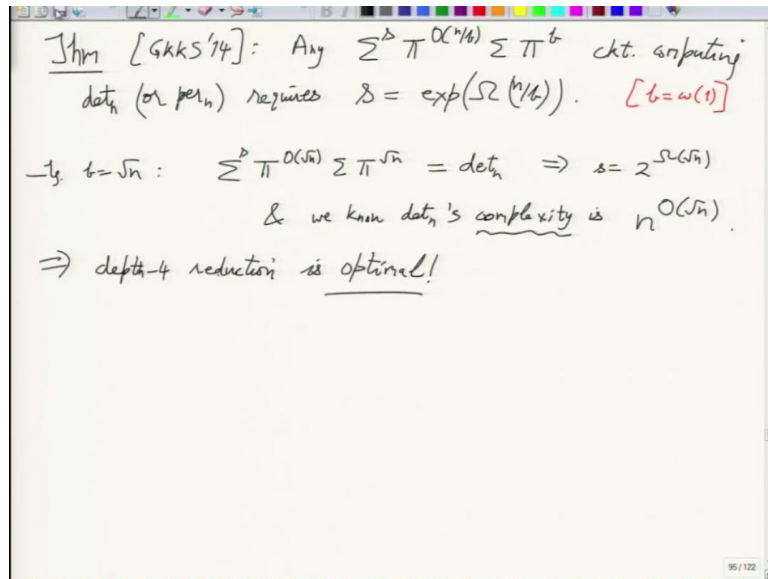 Thm [GKKS'14]: Any Σ^s Π^{O(n/b)} Σ Π^b ckt. computing
det_n (or per_n) requires s = exp(Ω(n/b)). [b=ω(1)]
b=√n : Σ^s Π^{O(√n)} Σ Π^{√n} = det_n ⇒ s= 2^{Ω(√n)}
& we know det_n's complexity is n^{O(√n)}.
⇒ depth-4 reduction is optimal!
95 / 122